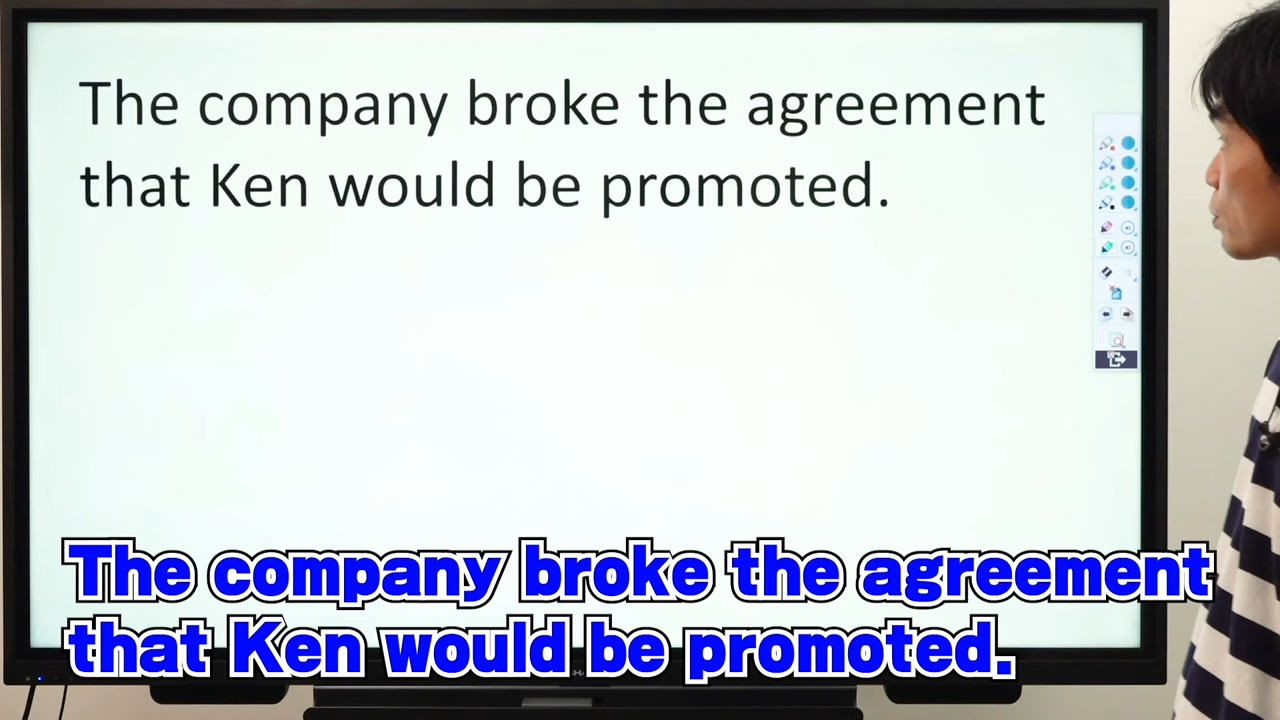 The company broke the agreement
that Ken would be promoted.
The company broke the agreement
that Ken would be promoted.